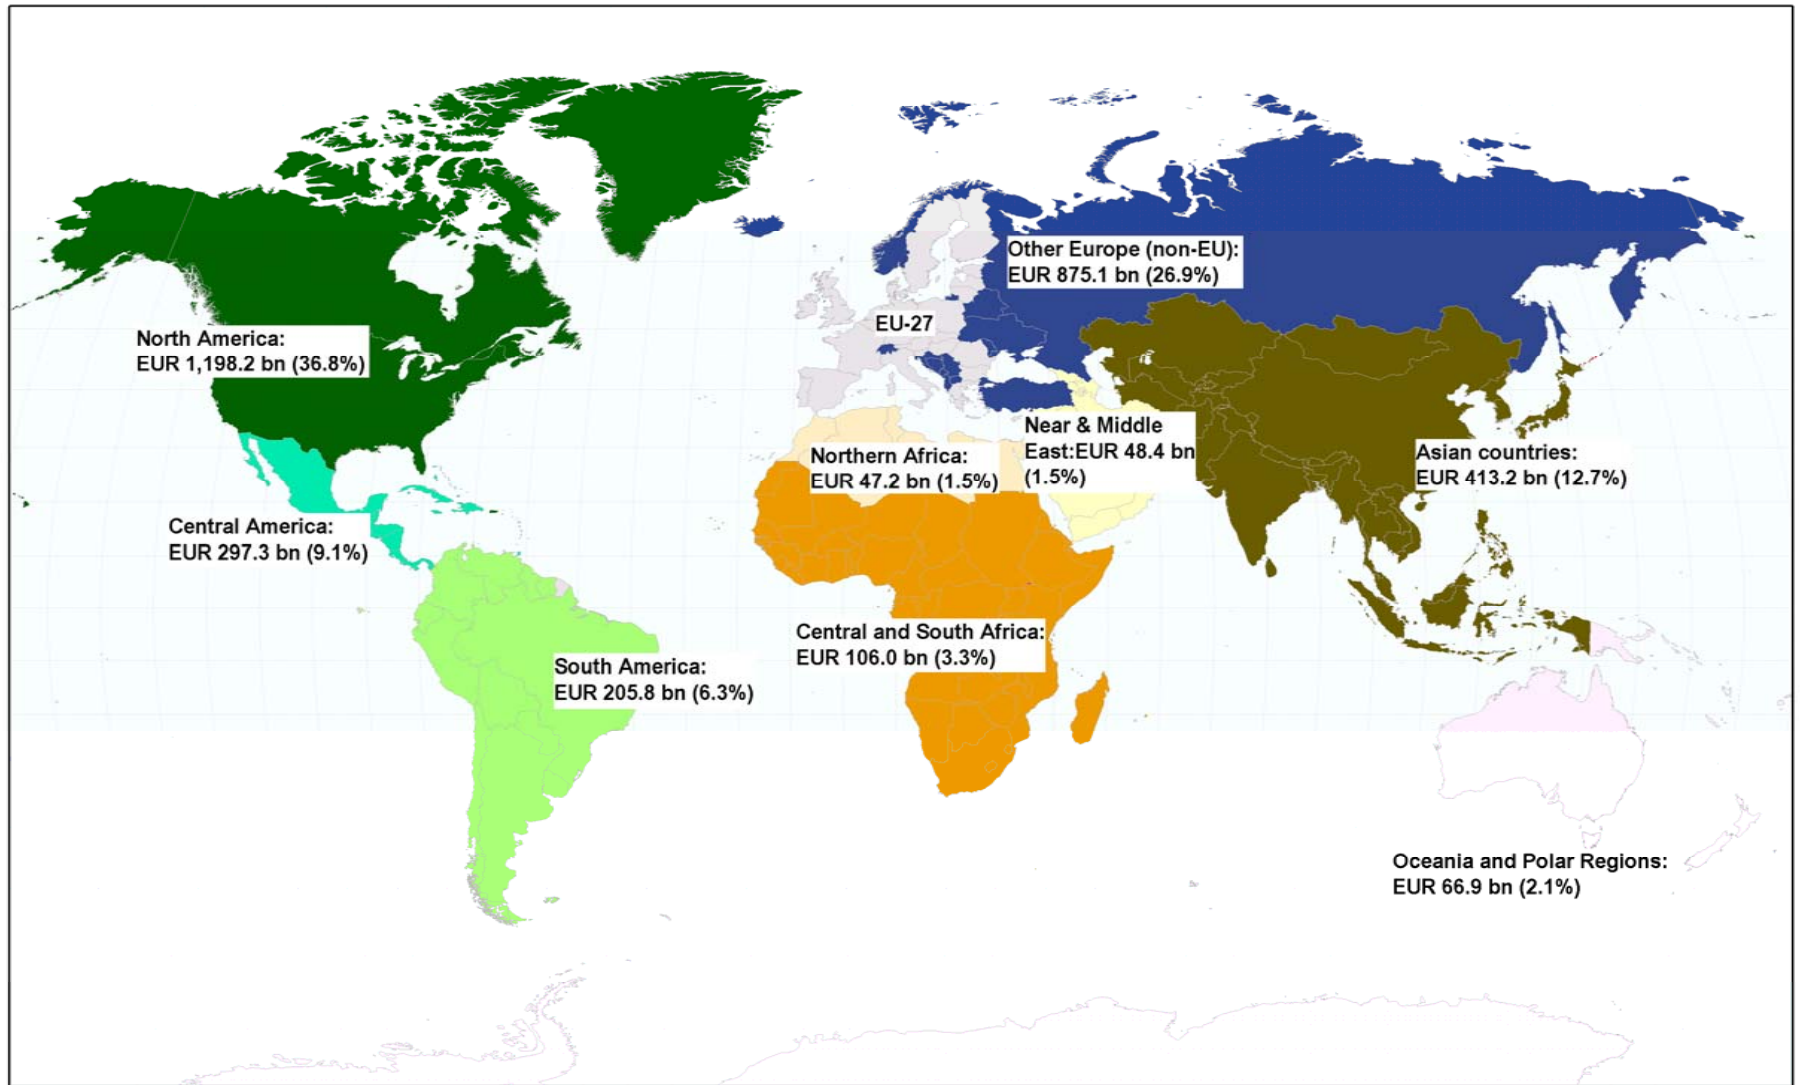 Other Europe (non-EU):
EUR 875.1 bn (26.9%)
EU-27
North America:
EUR 1,198.2 bn (36.8%)
Near & Middle
East:EUR 48.4 bn
(1.5%)
Northern Africa:
EUR 47.2 bn (1.5%)
Asian countries:
EUR 413.2 bn (12.7%)
Central America:
EUR 297.3 bn (9.1%)
Central and South Africa:
EUR 106.0 bn (3.3%)
South America:
EUR 205.8 bn (6.3%)
Oceania and Polar Regions:
EUR 66.9 bn (2.1%)